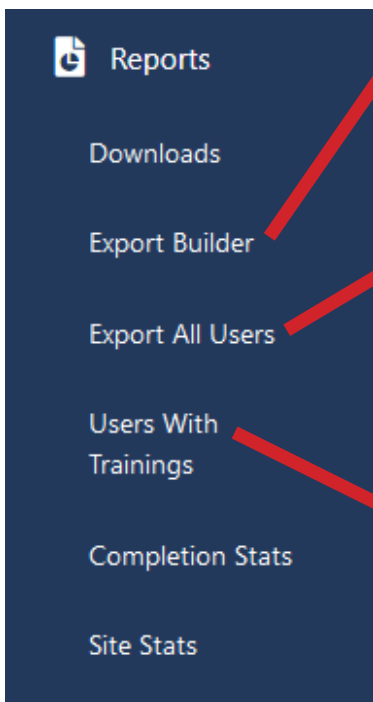 Reports
Downloads
Export Builder
Export All Users
Users With
Trainings
Completion Stats
Site Stats